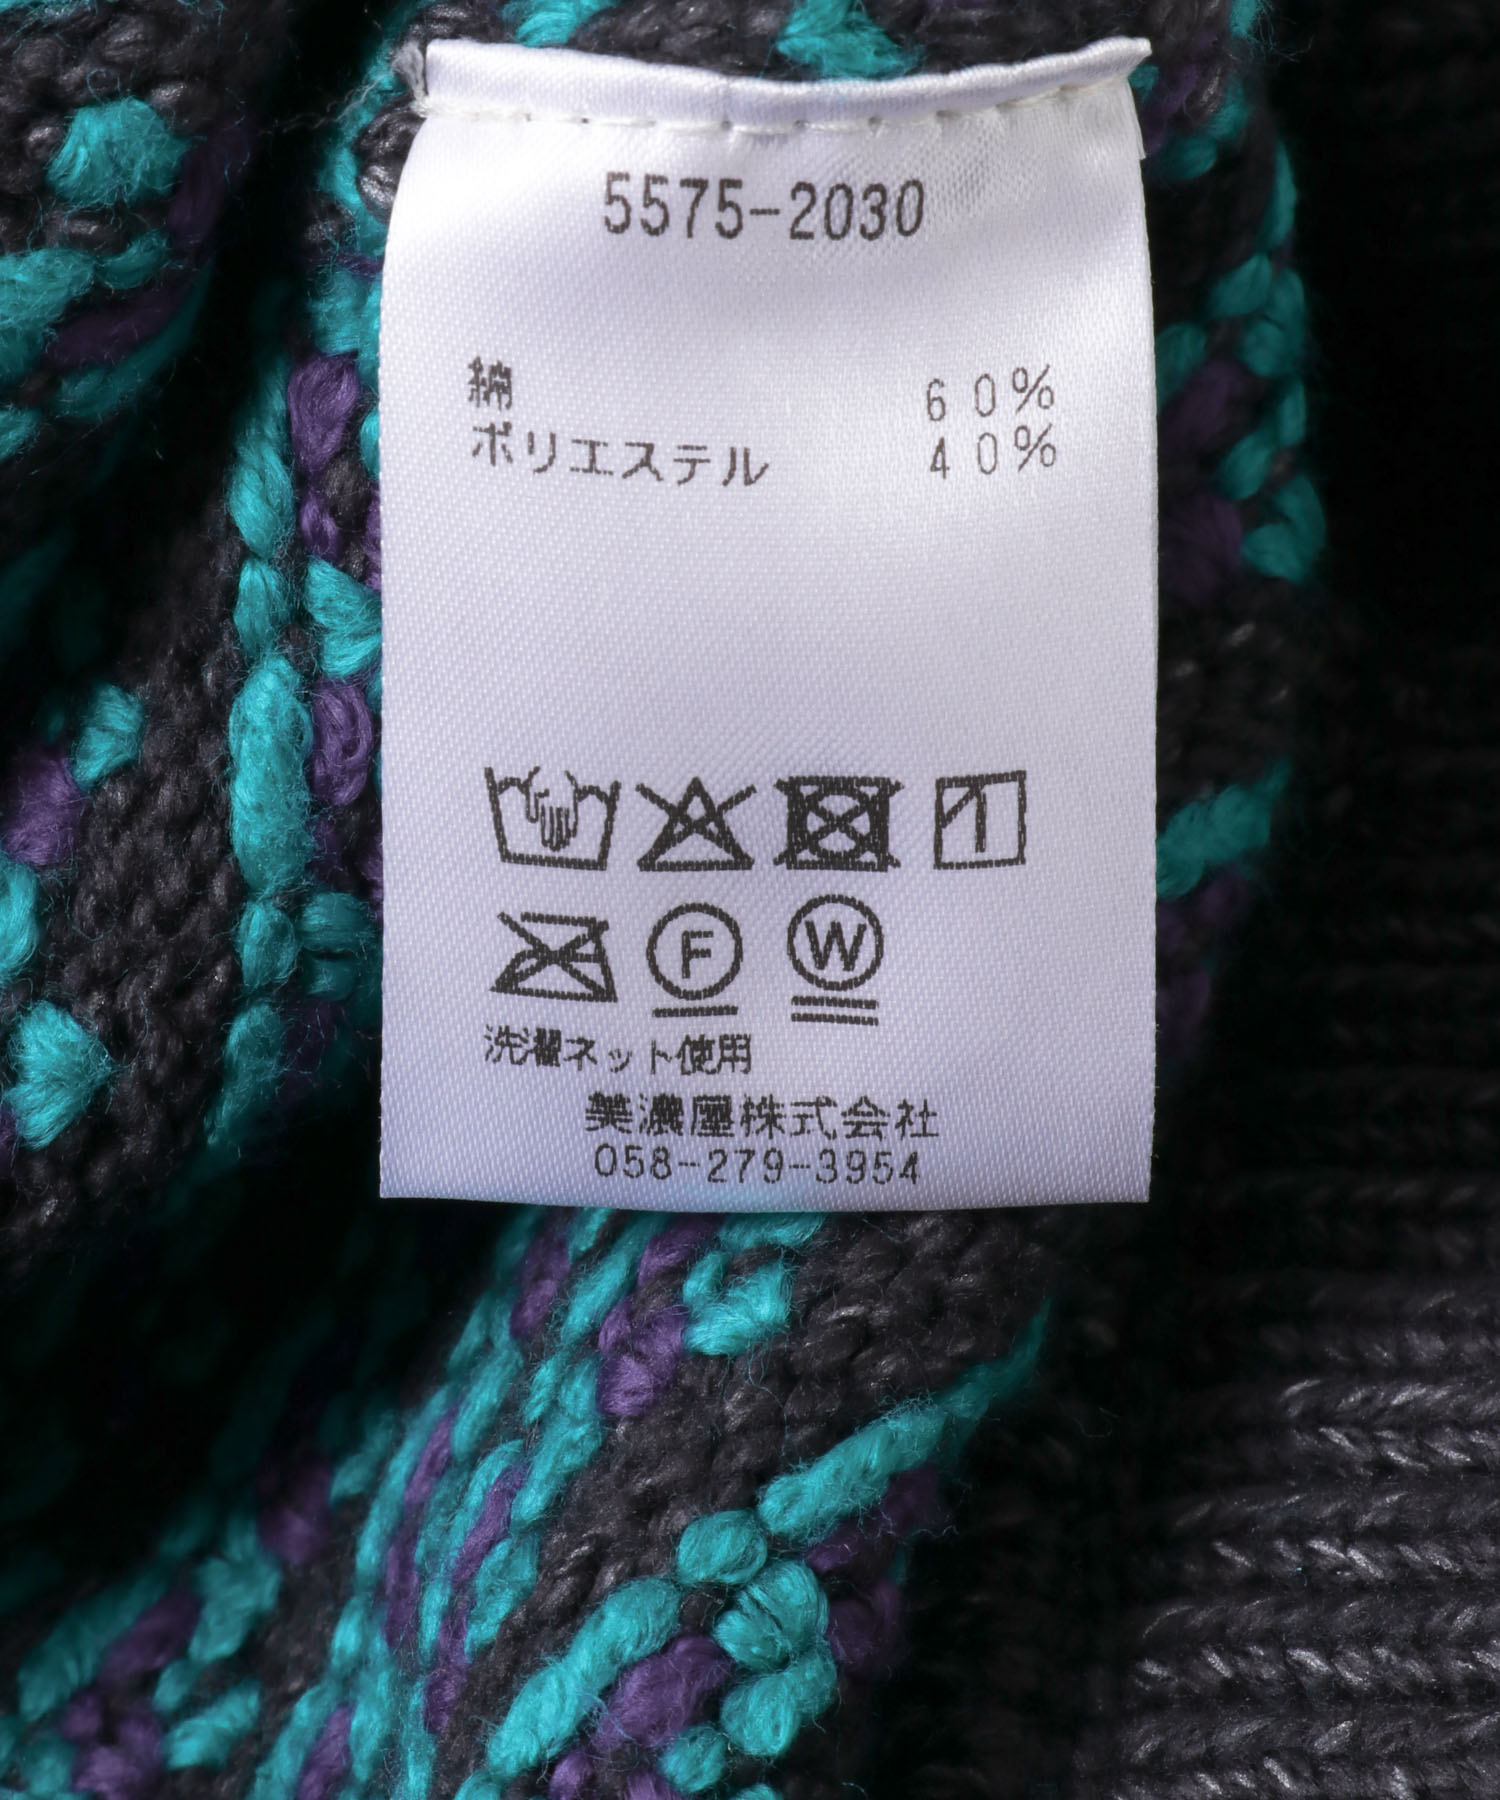 5575-2030
綿 60%
ポリエステル 40%
F W
洗濯ネット使用
美濃屋株式会社
058-279-3954